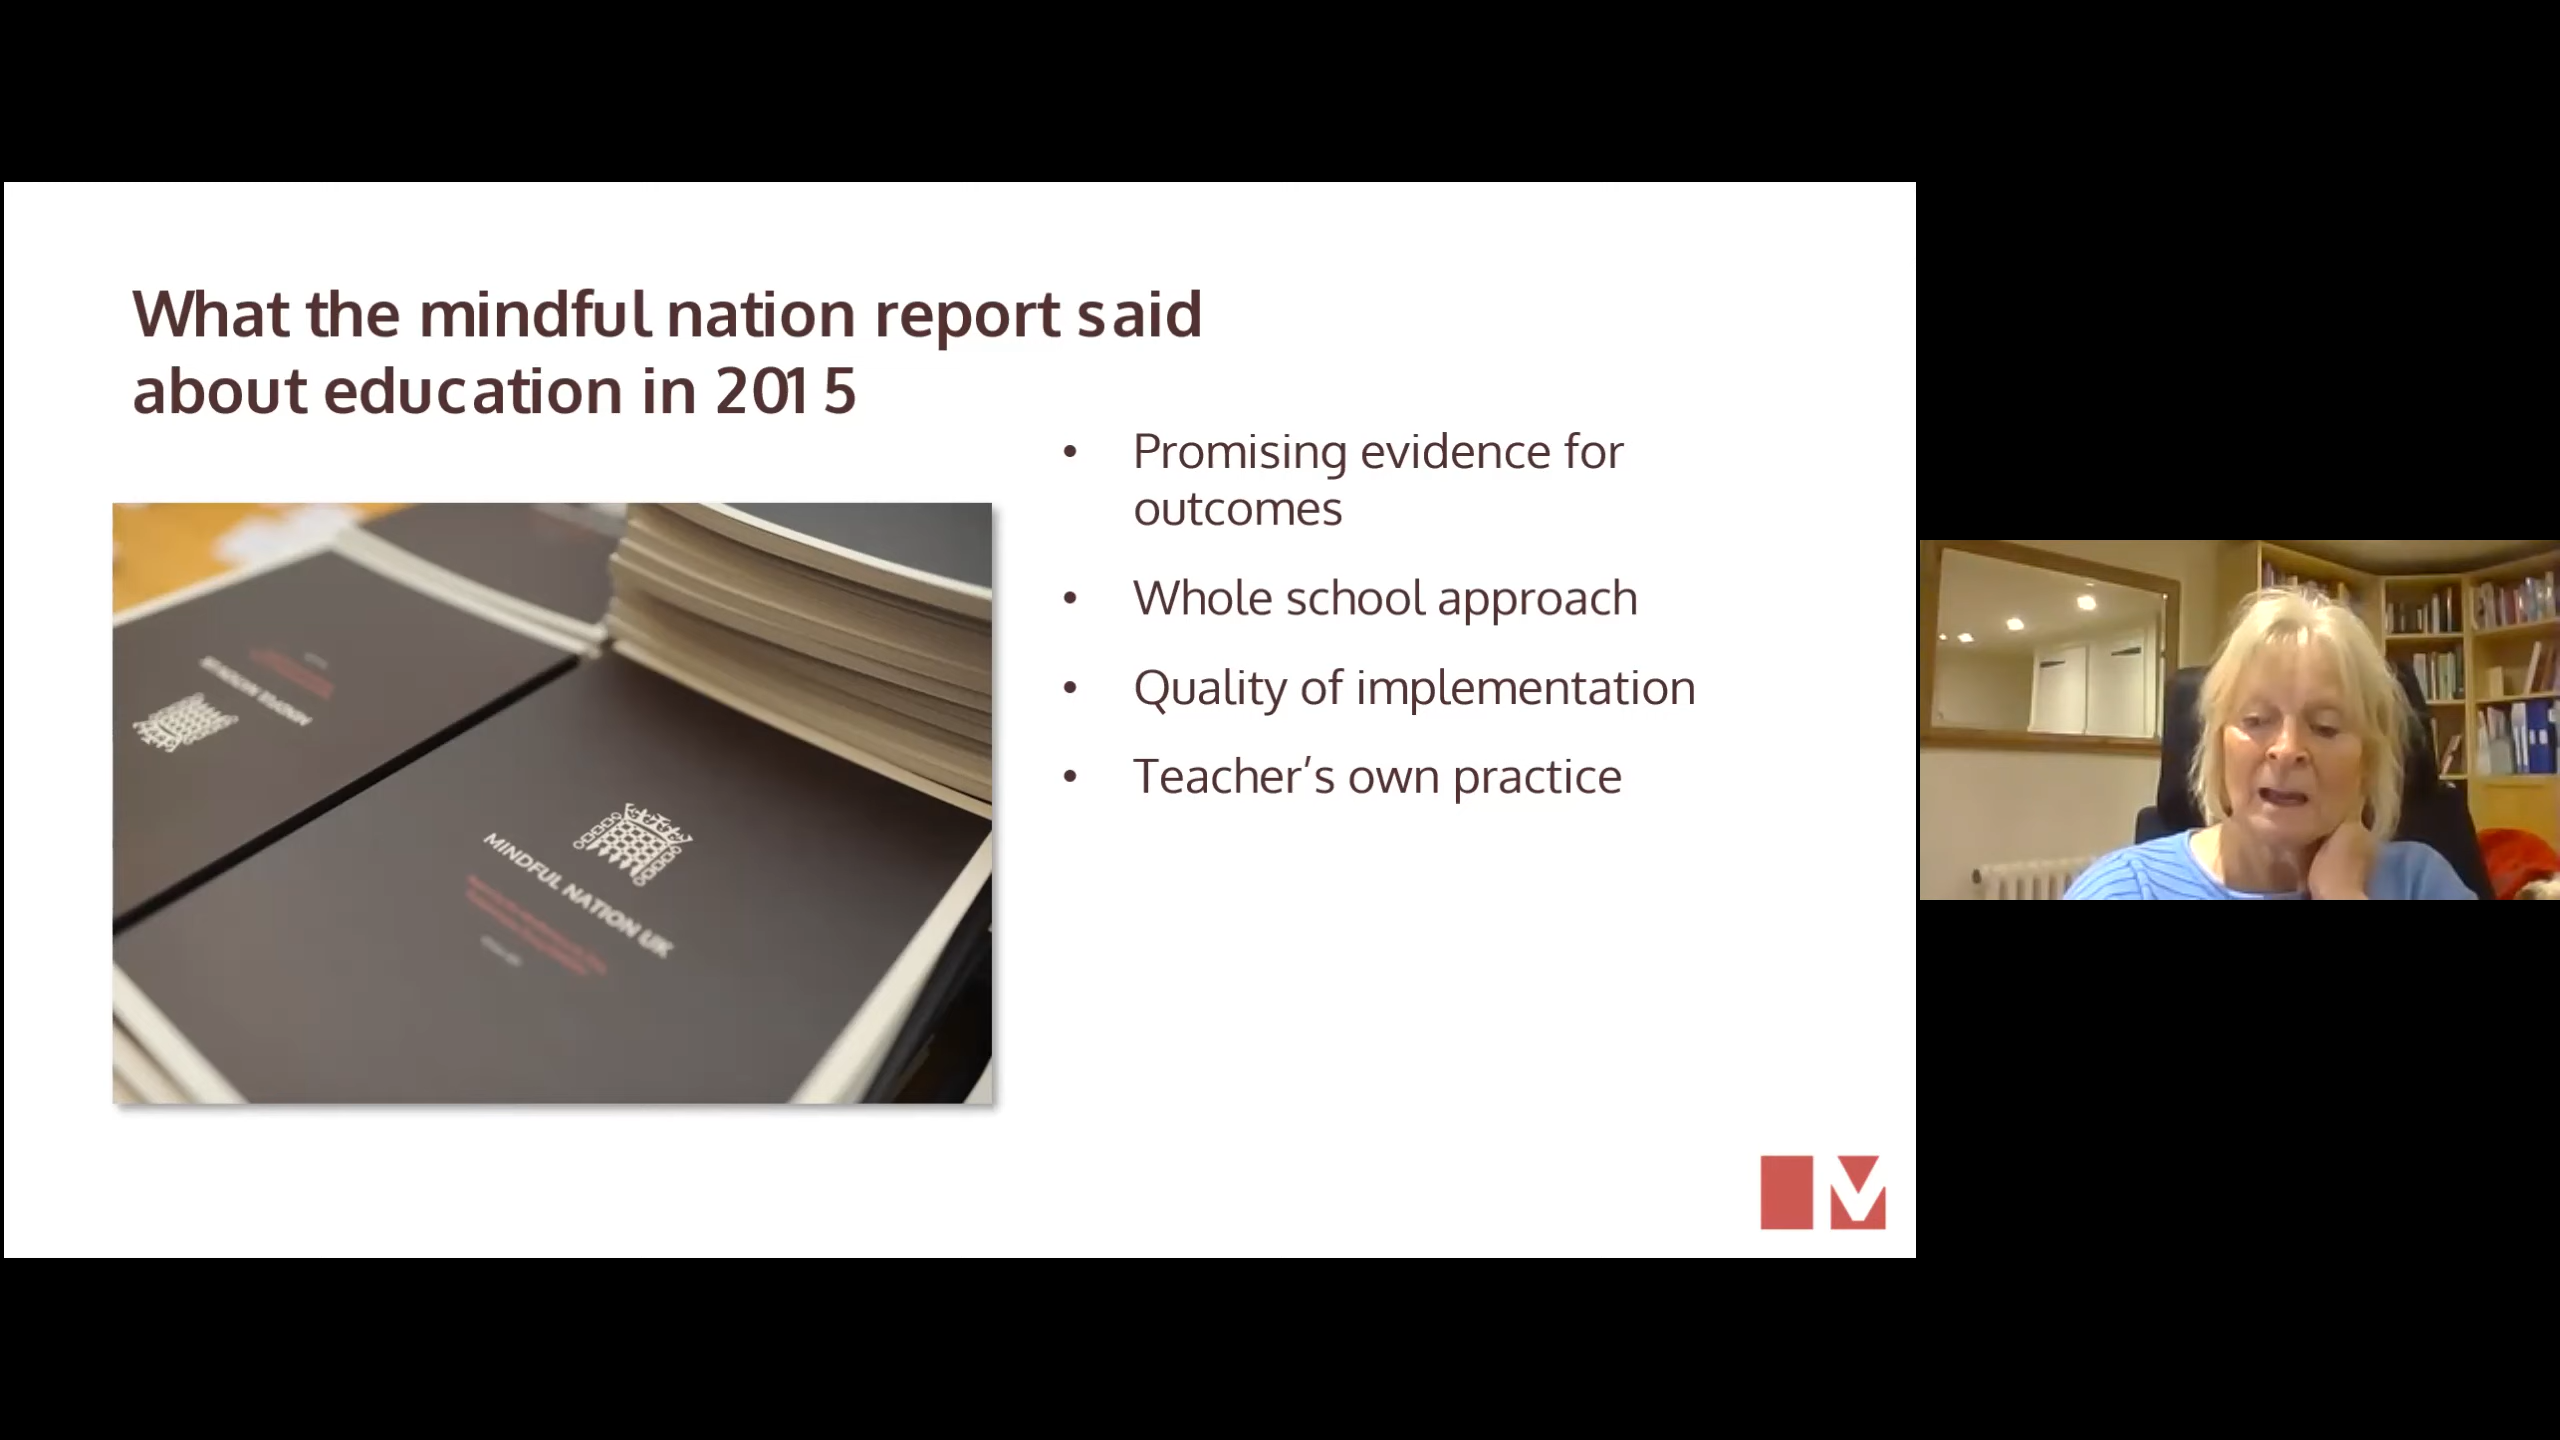 What the mindful nation report said
about education in 2015
• Promising evidence for
outcomes
• Whole school approach
• Quality of implementation
• Teacher’s own practice
MINDFUL NATION UK